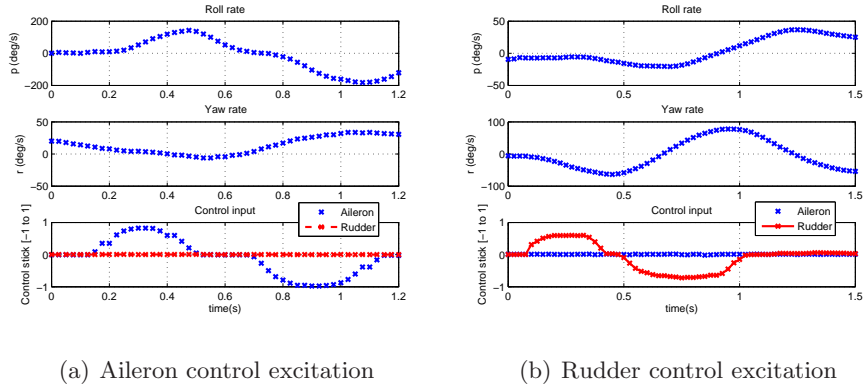 Roll rate
200
0
−200
p (deg/s)
0 0.2 0.4 0.6 0.8 1 1.2
Yaw rate
50
0
−50
r (deg/s)
0 0.2 0.4 0.6 0.8 1 1.2
Control input
1
0
−1
Control stick [−1 to 1]
Aileron
Rudder
0 0.2 0.4 0.6 0.8 1 1.2
time(s)
(a) Aileron control excitation
Roll rate
50
0
−50
p (deg/s)
0 0.5 1 1.5
Yaw rate
100
0
−100
r (deg/s)
0 0.5 1 1.5
Control input
1
0
−1
Control stick [−1 to 1]
Aileron
Rudder
0 0.5 1 1.5
time(s)
(b) Rudder control excitation